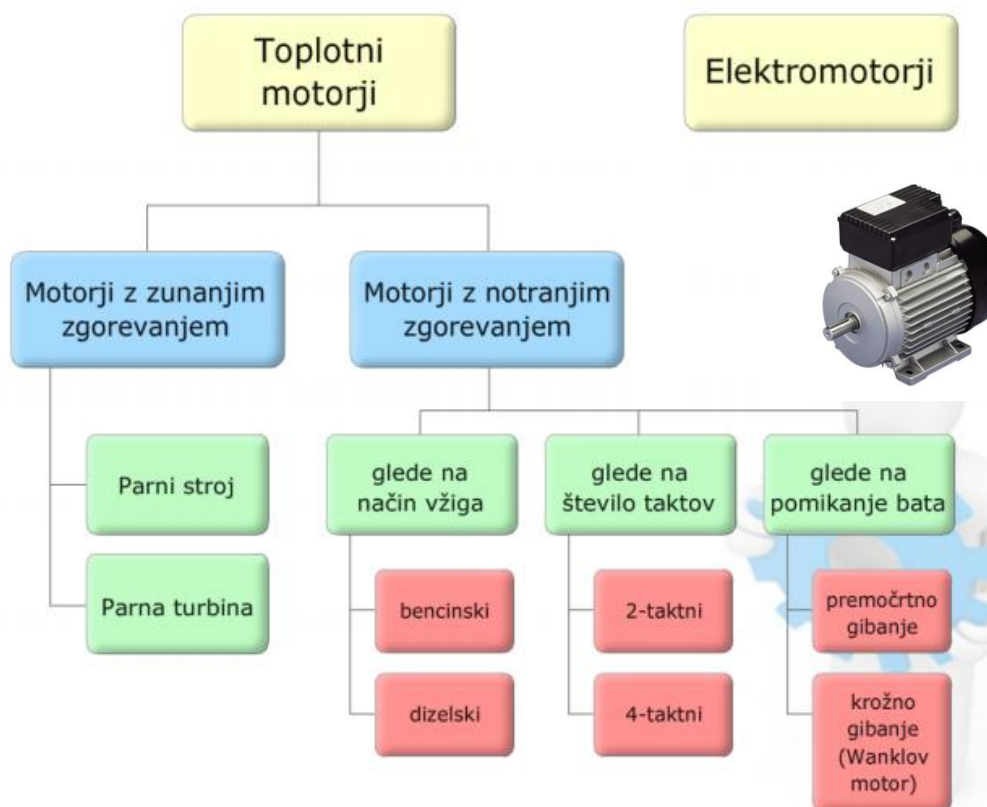 Toplotni
motorji
Elektromotorji
Motorji z zunanjim
zgorevanjem
Motorji z notranjim
zgorevanjem
Parni stroj
Parna turbina
glede na
način vžiga
bencinski
dizelski
glede na
število taktov
2-taktni
4-taktni
glede na
pomikanje bata
premočrtno
gibanje
krožno
gibanje
(Wanklov
motor)